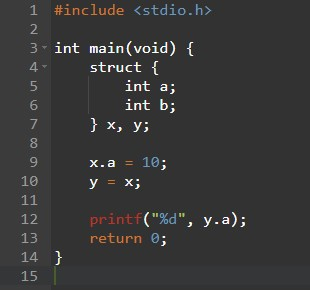 1 #include <stdio.h>
2
3 int main(void) {
4     struct {
5         int a;
6         int b;
7     } x, y;
8
9     x.a = 10;
10     y = x;
11
12     printf("%d", y.a);
13     return 0;
14 }
15